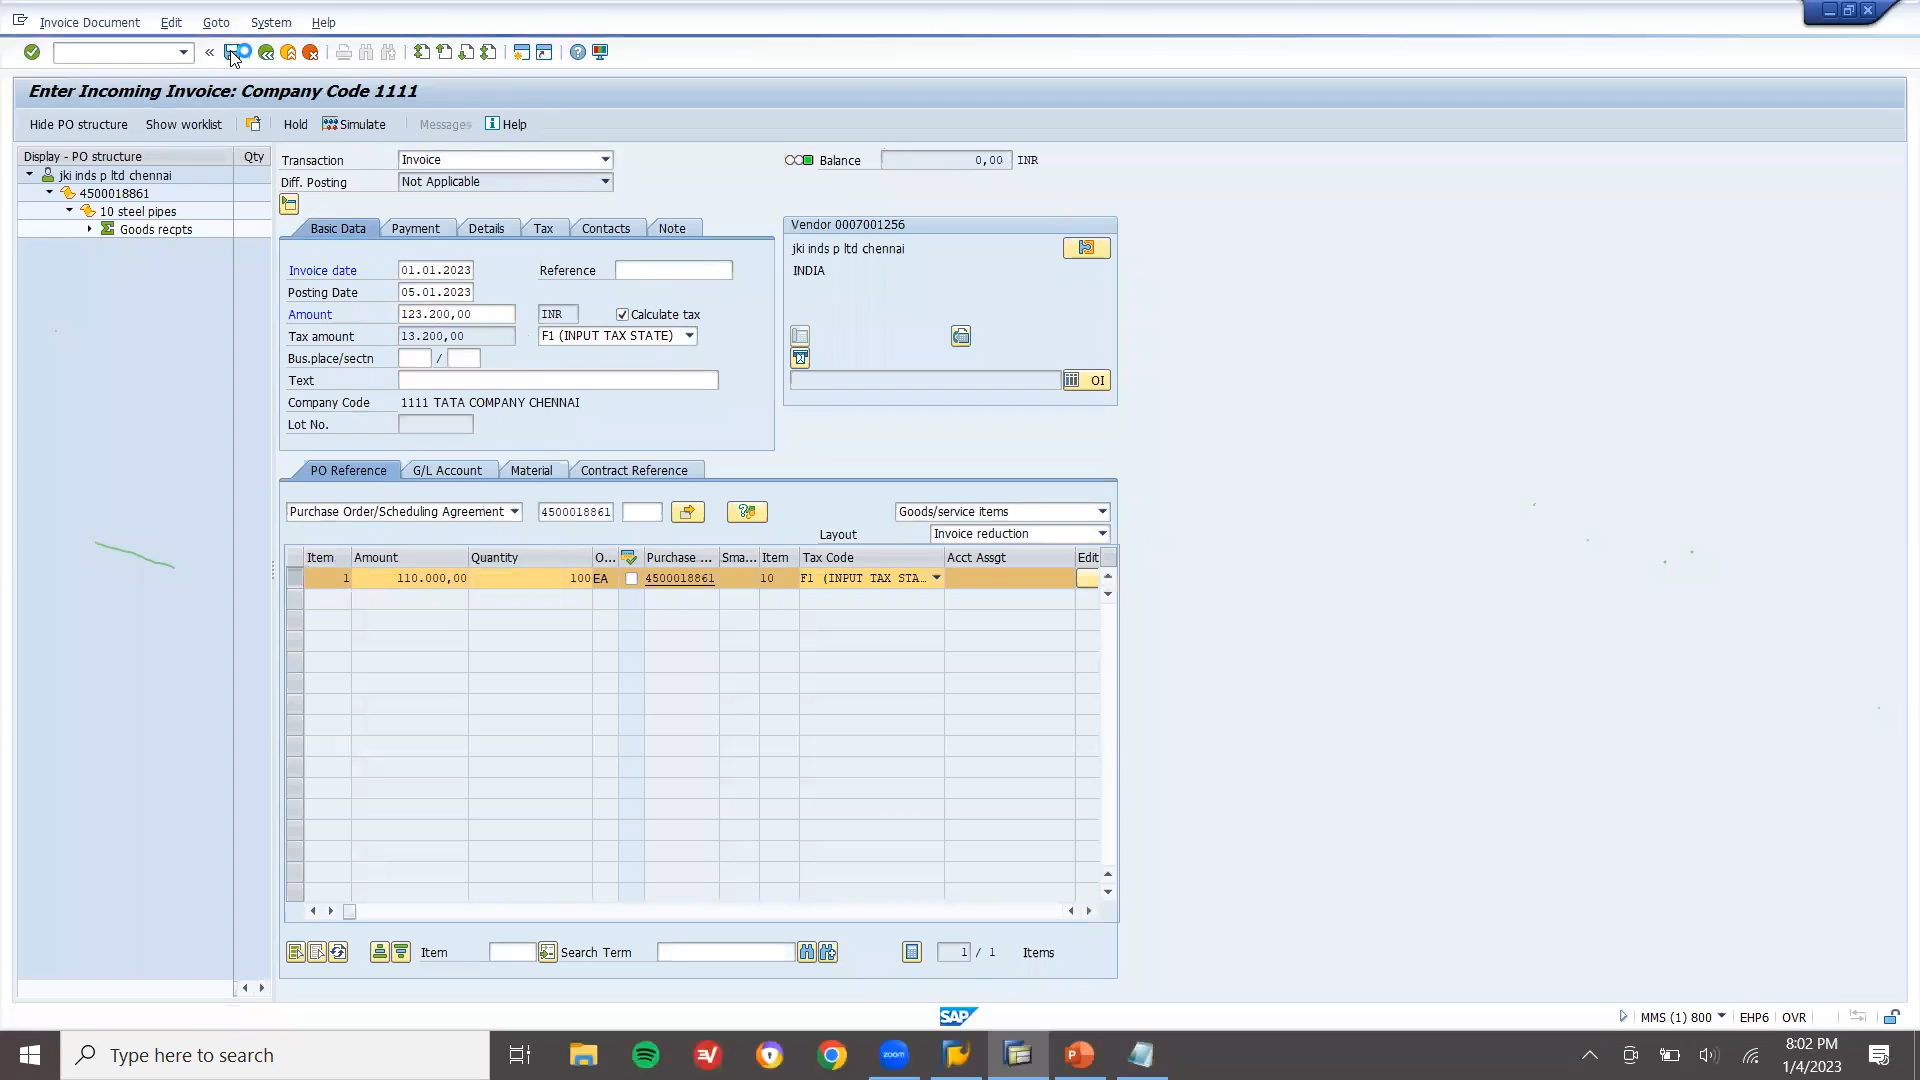 Invoice Document Edit Goto System Help
Enter Incoming Invoice: Company Code 1111
Hide PO structure Show worklist Hold Simulate Messages Help
Display - PO structure Qty
jki inds p ltd chennai
4500018861
10 steel pipes
Goods recpts
Transaction Invoice Balance 0,00 INR
Diff. Posting Not Applicable
Basic Data Payment Details Tax Contacts Note
Invoice date 01.01.2023 Reference
Posting Date 05.01.2023
Amount 123.200,00 INR Calculate tax
Tax amount 13.200,00 F1 (INPUT TAX STATE)
Bus.place/sectn /
Text
Company Code 1111 TATA COMPANY CHENNAI
Lot No.
Vendor 0007001256
jki inds p ltd chennai
INDIA
OI
PO Reference G/L Account Material Contract Reference
Purchase Order/Scheduling Agreement 4500018861 Goods/service items
Layout Invoice reduction
Item Amount Quantity O... Purchase ... Sma... Item Tax Code Acct Assgt Edit
1 110.000,00 100 EA 4500018861 10 F1 (INPUT TAX STA...
Item Search Term 1 / 1 Items
SAP MMS (1) 800 EHP6 OVR
Type here to search zoom 8:02 PM
1/4/2023